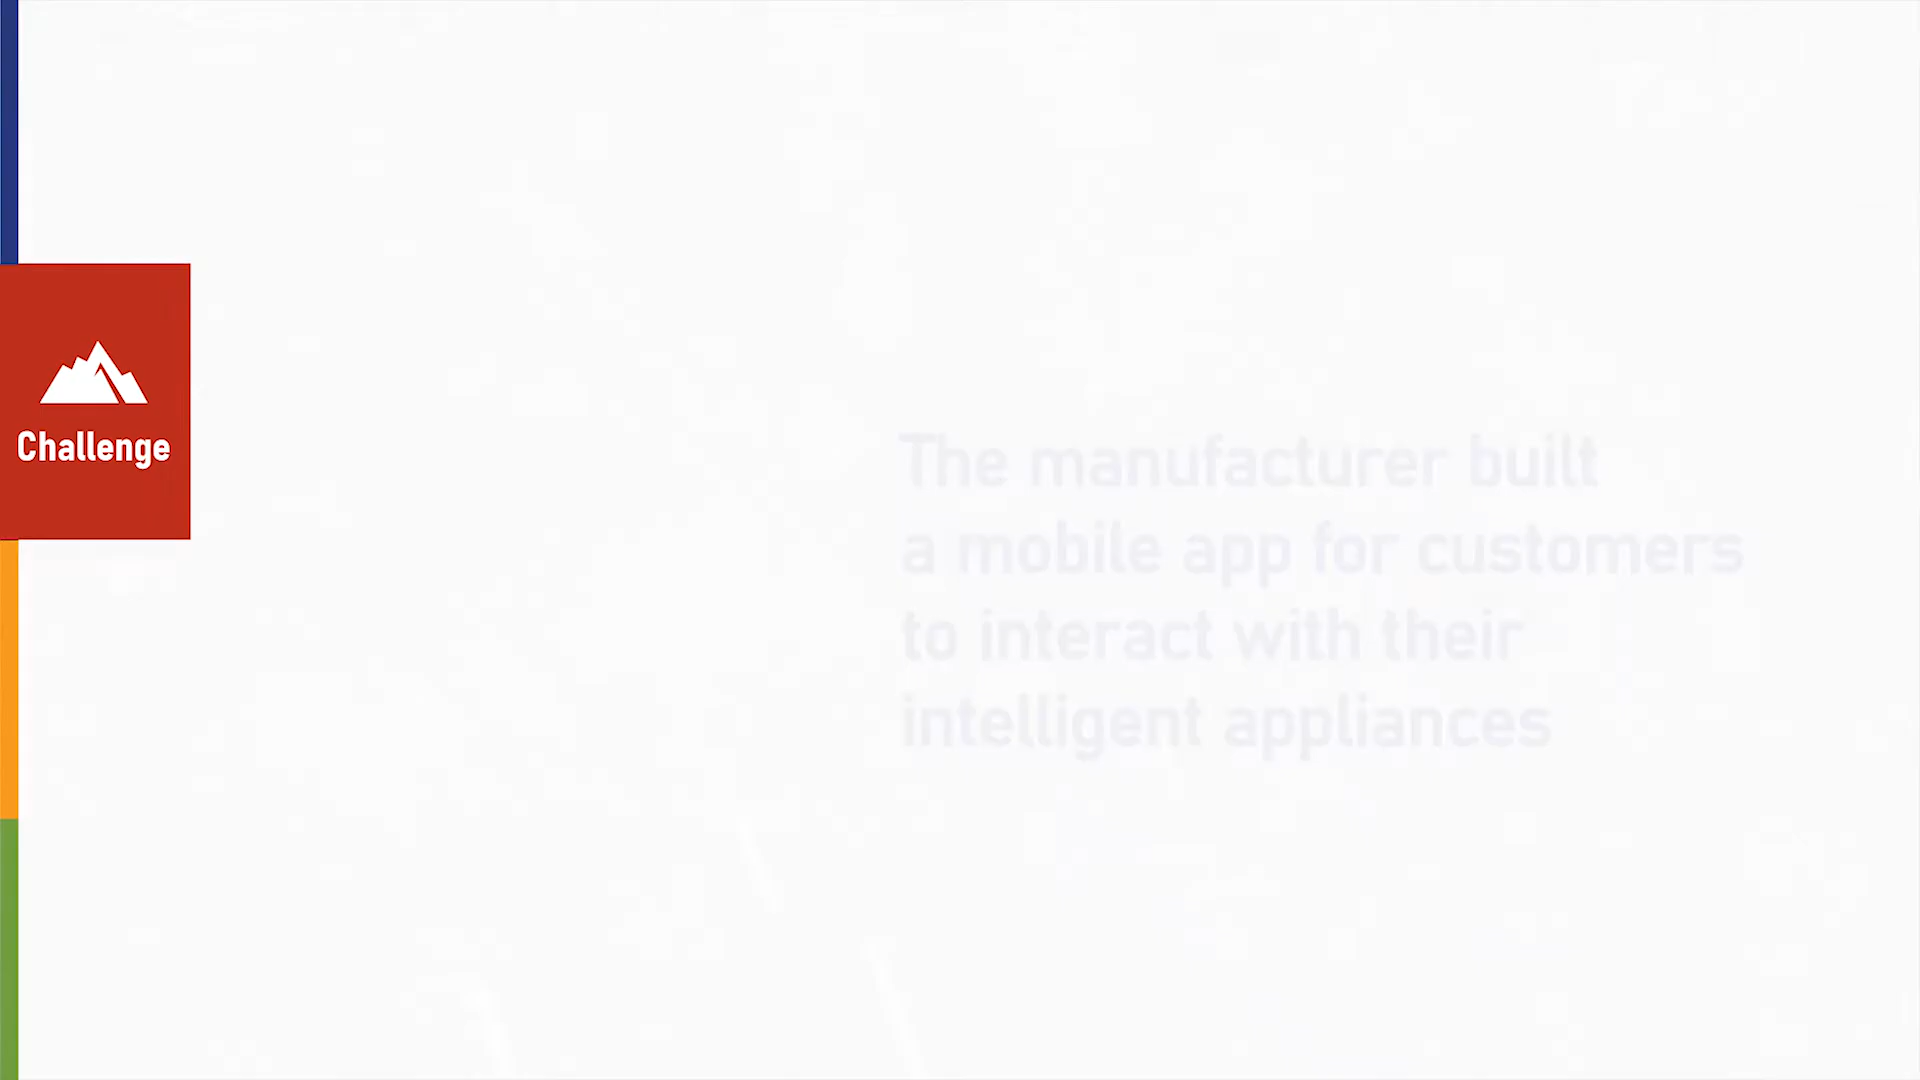 Challenge
The manufacturer built
a mobile app for customers
to interact with their
intelligent appliances